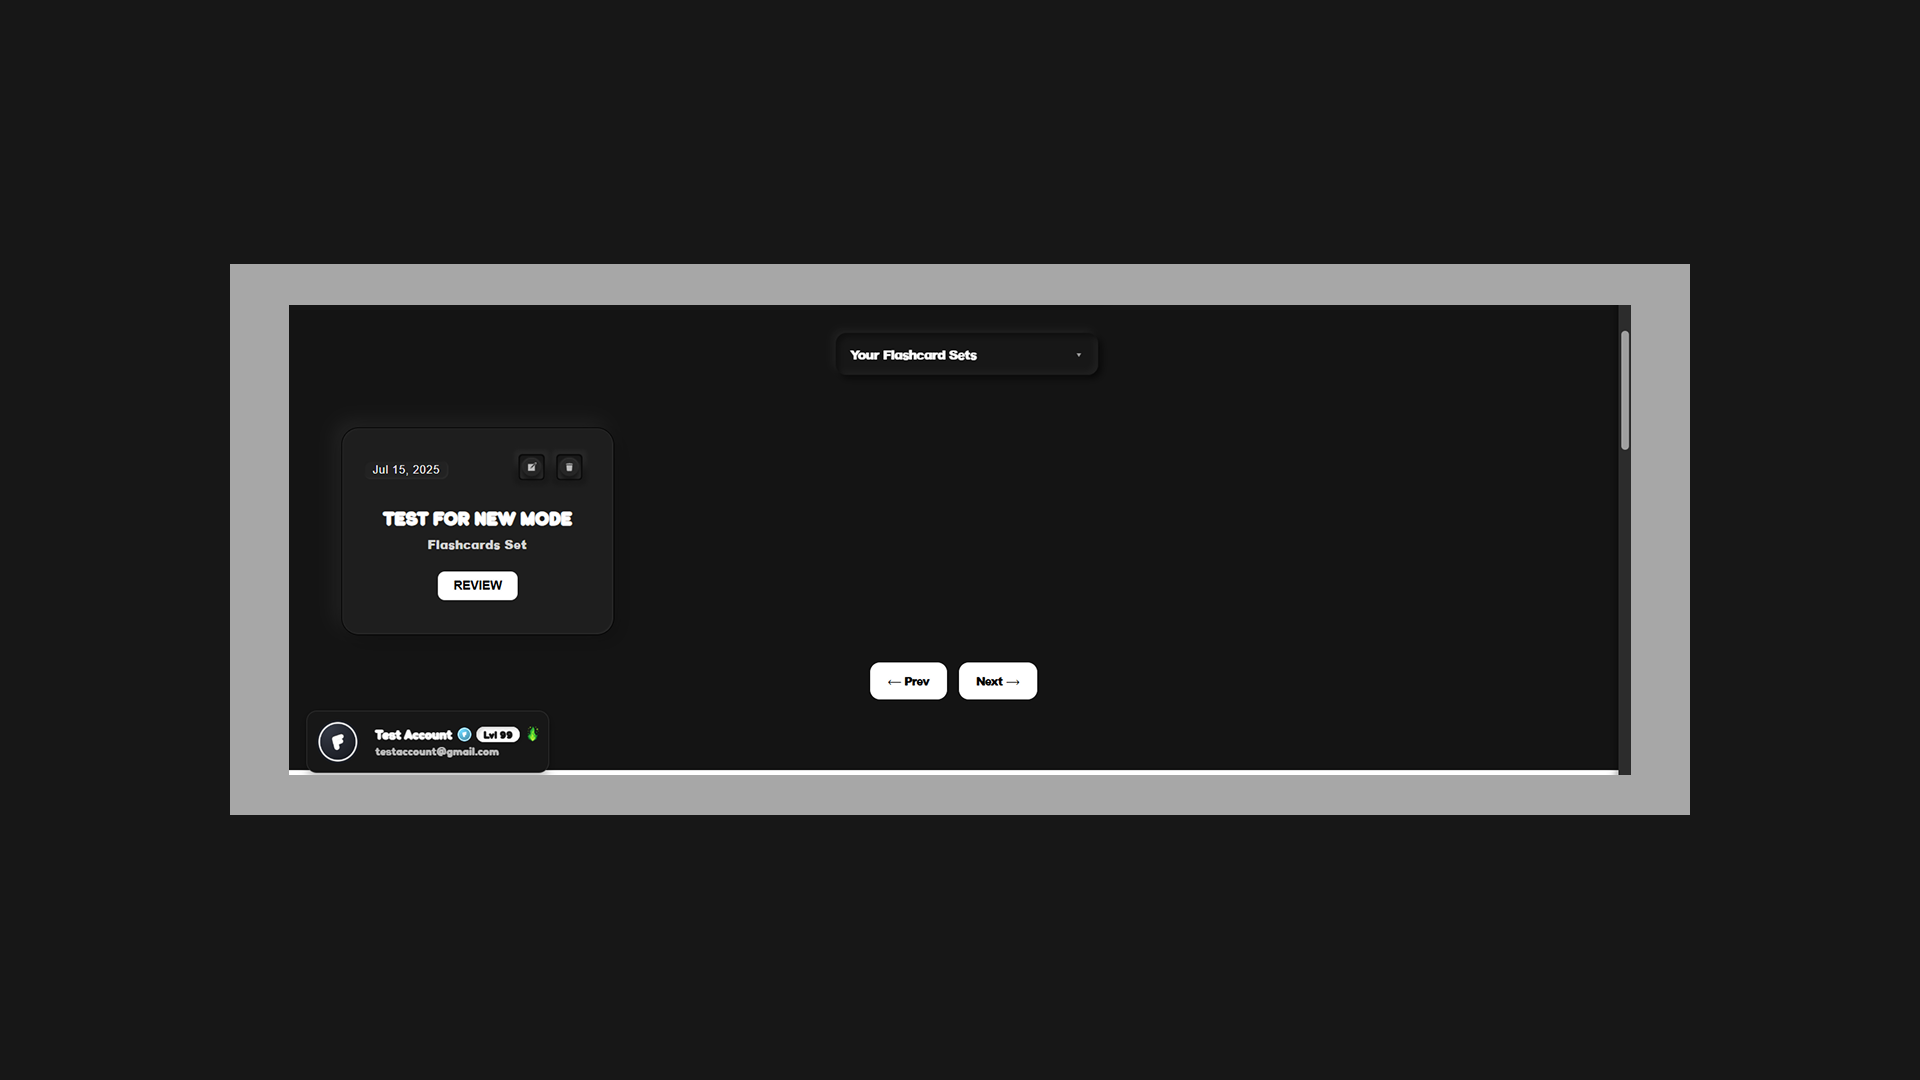 Your Flashcard Sets
Jul 15, 2025
TEST FOR NEW MODE
Flashcards Set
REVIEW
← Prev
Next →
F
Test Account Lvl 99
testaccount@gmail.com